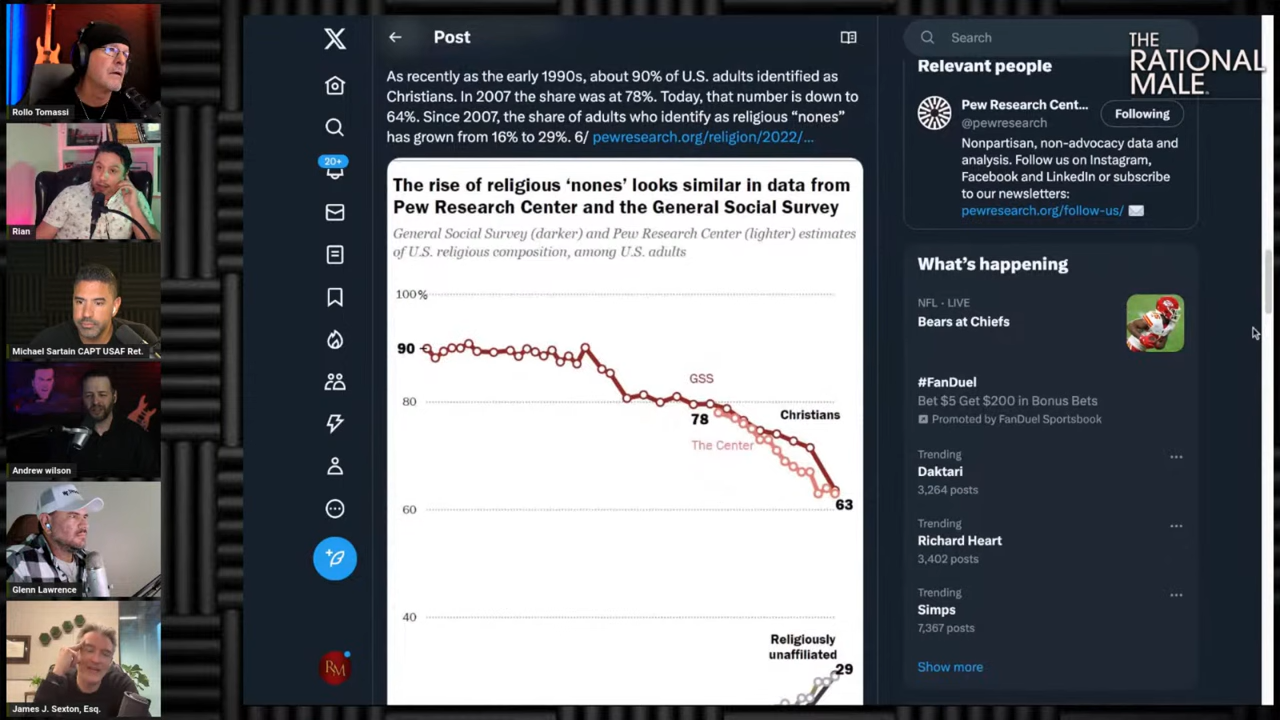 Rollo Tomassi
Rian
Michael Sartain CAPT USAF Ret.
Andrew wilson
Glenn Lawrence
James J. Sexton, Esq.
20+
RM
Post
As recently as the early 1990s, about 90% of U.S. adults identified as
Christians. In 2007 the share was at 78%. Today, that number is down to
64%. Since 2007, the share of adults who identify as religious “nones”
has grown from 16% to 29%. 6/ pewresearch.org/religion/2022/…
The rise of religious ‘nones’ looks similar in data from
Pew Research Center and the General Social Survey
General Social Survey (darker) and Pew Research Center (lighter) estimates
of U.S. religious composition, among U.S. adults
100%
90
GSS
80
78
Christians
The Center
63
60
40
Religiously
unaffiliated
29
Search
THE
RATIONAL
MALE.
Relevant people
Pew Research Cent...
@pewresearch
Following
Nonpartisan, non-advocacy data and
analysis. Follow us on Instagram,
Facebook and LinkedIn or subscribe
to our newsletters:
pewresearch.org/follow-us/
What’s happening
NFL · LIVE
Bears at Chiefs
#FanDuel
Bet $5 Get $200 in Bonus Bets
Promoted by FanDuel Sportsbook
Trending
Daktari
3,264 posts
Trending
Richard Heart
3,402 posts
Trending
Simps
7,367 posts
Show more